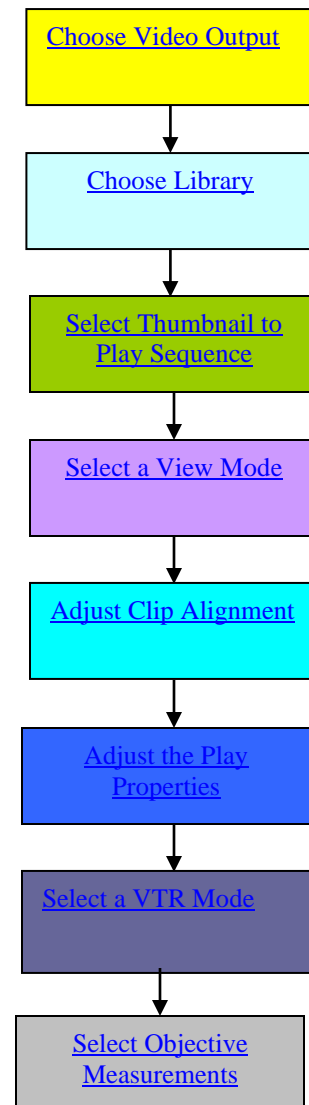 Choose Video Output
Choose Library
Select Thumbnail to
Play Sequence
Select a View Mode
Adjust Clip Alignment
Adjust the Play
Properties
Select a VTR Mode
Select Objective
Measurements